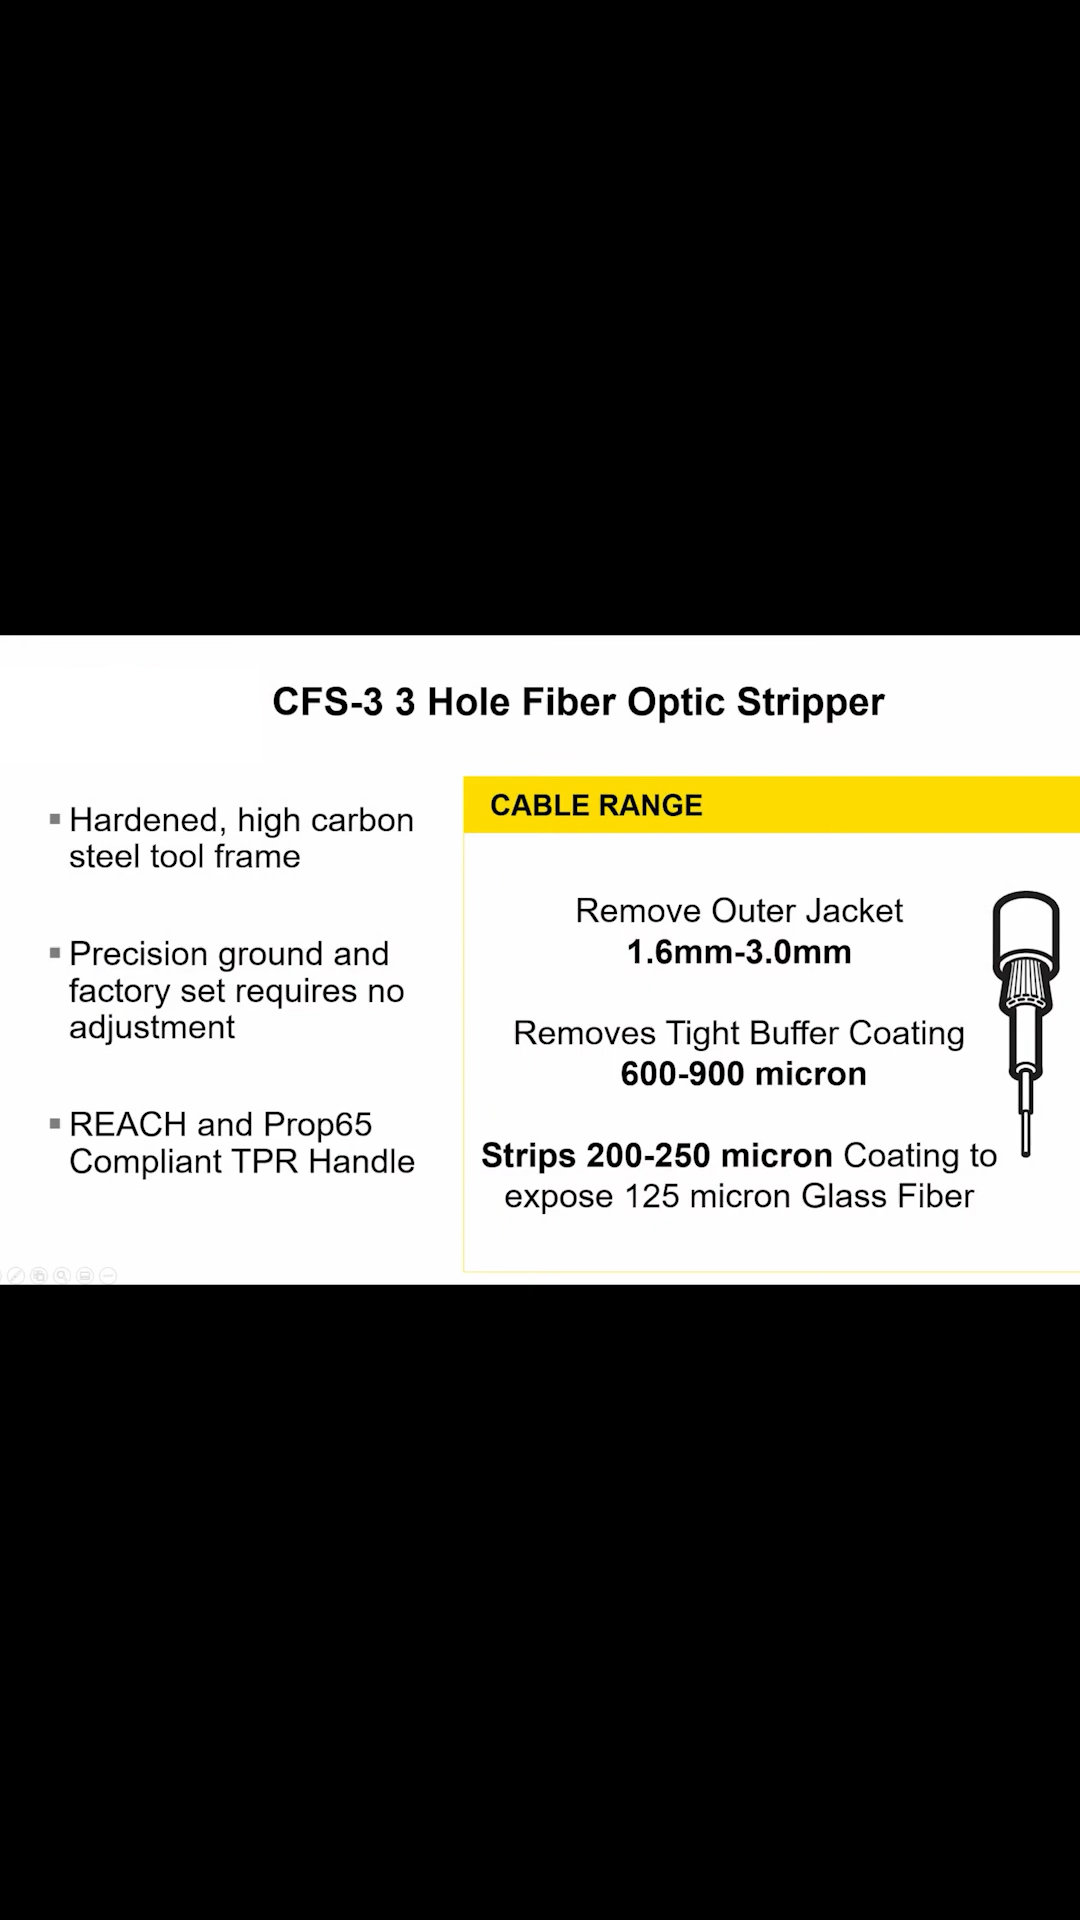 CFS-3 3 Hole Fiber Optic Stripper
▪ Hardened, high carbon
steel tool frame
▪ Precision ground and
factory set requires no
adjustment
▪ REACH and Prop65
Compliant TPR Handle
CABLE RANGE
Remove Outer Jacket
1.6mm-3.0mm
Removes Tight Buffer Coating
600-900 micron
Strips 200-250 micron Coating to
expose 125 micron Glass Fiber